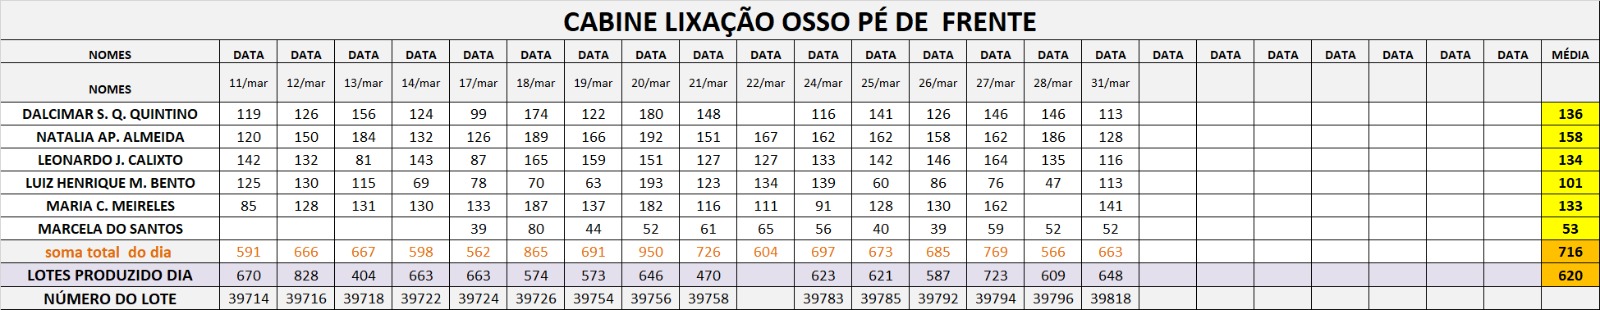 CABINE LIXAÇÃO OSSO PÉ DE  FRENTE
NOMES DATA DATA DATA DATA DATA DATA DATA DATA DATA DATA DATA DATA DATA DATA DATA DATA DATA DATA DATA DATA DATA DATA DATA MÉDIA
NOMES 11/mar 12/mar 13/mar 14/mar 17/mar 18/mar 19/mar 20/mar 21/mar 22/mar 24/mar 25/mar 26/mar 27/mar 28/mar 31/mar
DALCIMAR S. Q. QUINTINO 119 126 156 124 99 174 122 180 148 116 141 126 146 146 113 136
NATALIA AP. ALMEIDA 120 150 184 132 126 189 166 192 151 167 162 162 158 162 186 128 158
LEONARDO J. CALIXTO 142 132 81 143 87 165 159 151 127 127 133 142 146 164 135 116 134
LUIZ HENRIQUE M. BENTO 125 130 115 69 78 70 63 193 123 134 139 60 86 76 47 113 101
MARIA C. MEIRELES 85 128 131 130 133 187 137 182 116 111 91 128 130 162 141 133
MARCELA DO SANTOS 39 80 44 52 61 65 56 40 39 59 52 52 53
soma total  do dia 591 666 667 598 562 865 691 950 726 604 697 673 685 769 566 663 716
LOTES PRODUZIDO DIA 670 828 404 663 663 574 573 646 470 623 621 587 723 609 648 620
NÚMERO DO LOTE 39714 39716 39718 39722 39724 39726 39754 39756 39758 39783 39785 39792 39794 39796 39818